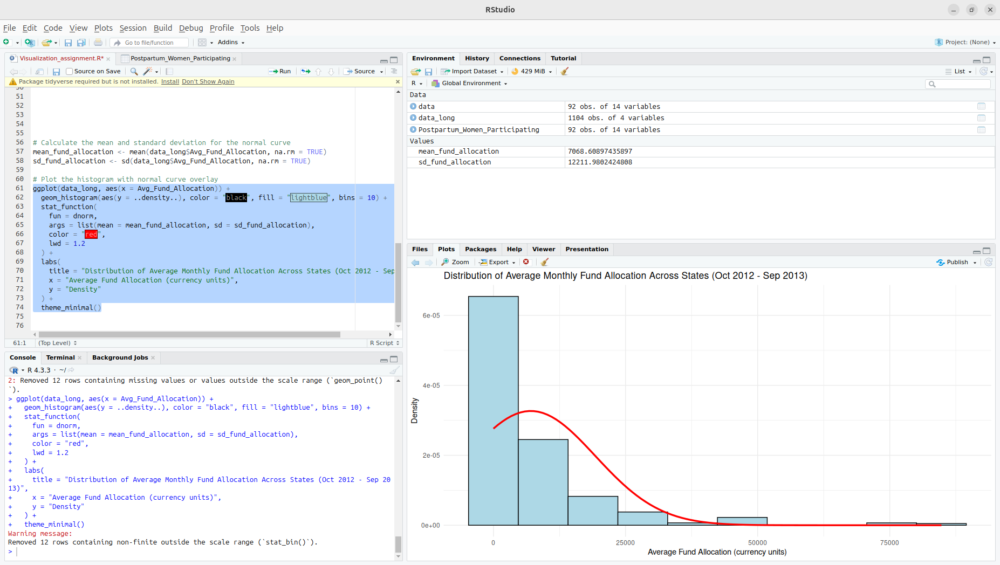 RStudio
File Edit Code View Plots Session Build Debug Profile Tools Help
Go to file/function
Addins
Project: (None)
Visualization_assignment.R*
Postpartum_Women_Participating
Source on Save
Run
Source
Package tidyverse required but is not installed. Install Don't Show Again
50
51
52
53
54
55
56 # Calculate the mean and standard deviation for the normal curve
57 mean_fund_allocation <- mean(data_long$Avg_Fund_Allocation, na.rm = TRUE)
58 sd_fund_allocation <- sd(data_long$Avg_Fund_Allocation, na.rm = TRUE)
59
60 # Plot the histogram with normal curve overlay
61 ggplot(data_long, aes(x = Avg_Fund_Allocation)) +
62 geom_histogram(aes(y = ..density..), color = "black", fill = "lightblue", bins = 10) +
63 stat_function(
64 fun = dnorm,
65 args = list(mean = mean_fund_allocation, sd = sd_fund_allocation),
66 color = "red",
67 lwd = 1.2
68 ) +
69 labs(
70 title = "Distribution of Average Monthly Fund Allocation Across States (Oct 2012 - Sep
71 x = "Average Fund Allocation (currency units)",
72 y = "Density"
73 ) +
74 theme_minimal()
75
76
61:1 (Top Level) R Script
Console Terminal Background Jobs
R 4.3.3 · ~/
2: Removed 12 rows containing missing values or values outside the scale range (`geom_point()
`).
> ggplot(data_long, aes(x = Avg_Fund_Allocation)) +
+ geom_histogram(aes(y = ..density..), color = "black", fill = "lightblue", bins = 10) +
+ stat_function(
+ fun = dnorm,
+ args = list(mean = mean_fund_allocation, sd = sd_fund_allocation),
+ color = "red",
+ lwd = 1.2
+ ) +
+ labs(
+ title = "Distribution of Average Monthly Fund Allocation Across States (Oct 2012 - Sep 20
13)",
+ x = "Average Fund Allocation (currency units)",
+ y = "Density"
+ ) +
+ theme_minimal()
Warning message:
Removed 12 rows containing non-finite outside the scale range (`stat_bin()`).
>
Environment History Connections Tutorial
Import Dataset 429 MiB List
R Global Environment
Data
data 92 obs. of 14 variables
data_long 1104 obs. of 4 variables
Postpartum_Women_Participating 92 obs. of 14 variables
Values
mean_fund_allocation 7068.60897435897
sd_fund_allocation 12211.9802424808
Files Plots Packages Help Viewer Presentation
Zoom Export Publish
Distribution of Average Monthly Fund Allocation Across States (Oct 2012 - Sep 2013)
Density
6e-05
4e-05
2e-05
0e+00
0 25000 50000 75000
Average Fund Allocation (currency units)